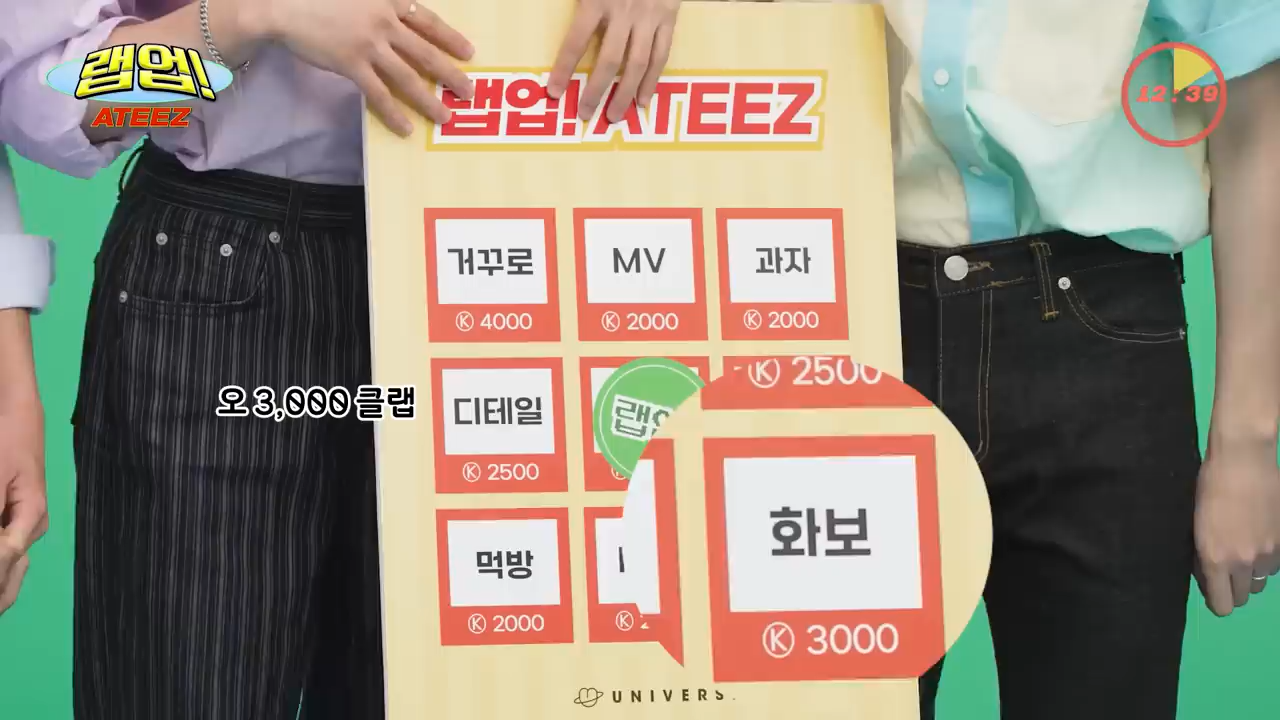 랩업!
ATEEZ
12:39
랩업! ATEEZ
거꾸로
Ⓚ 4000
MV
Ⓚ 2000
과자
Ⓚ 2000
디테일
Ⓚ 2500
Ⓚ 2500
오 3,000 클랩
먹방
Ⓚ 2000
화보
Ⓚ 3000